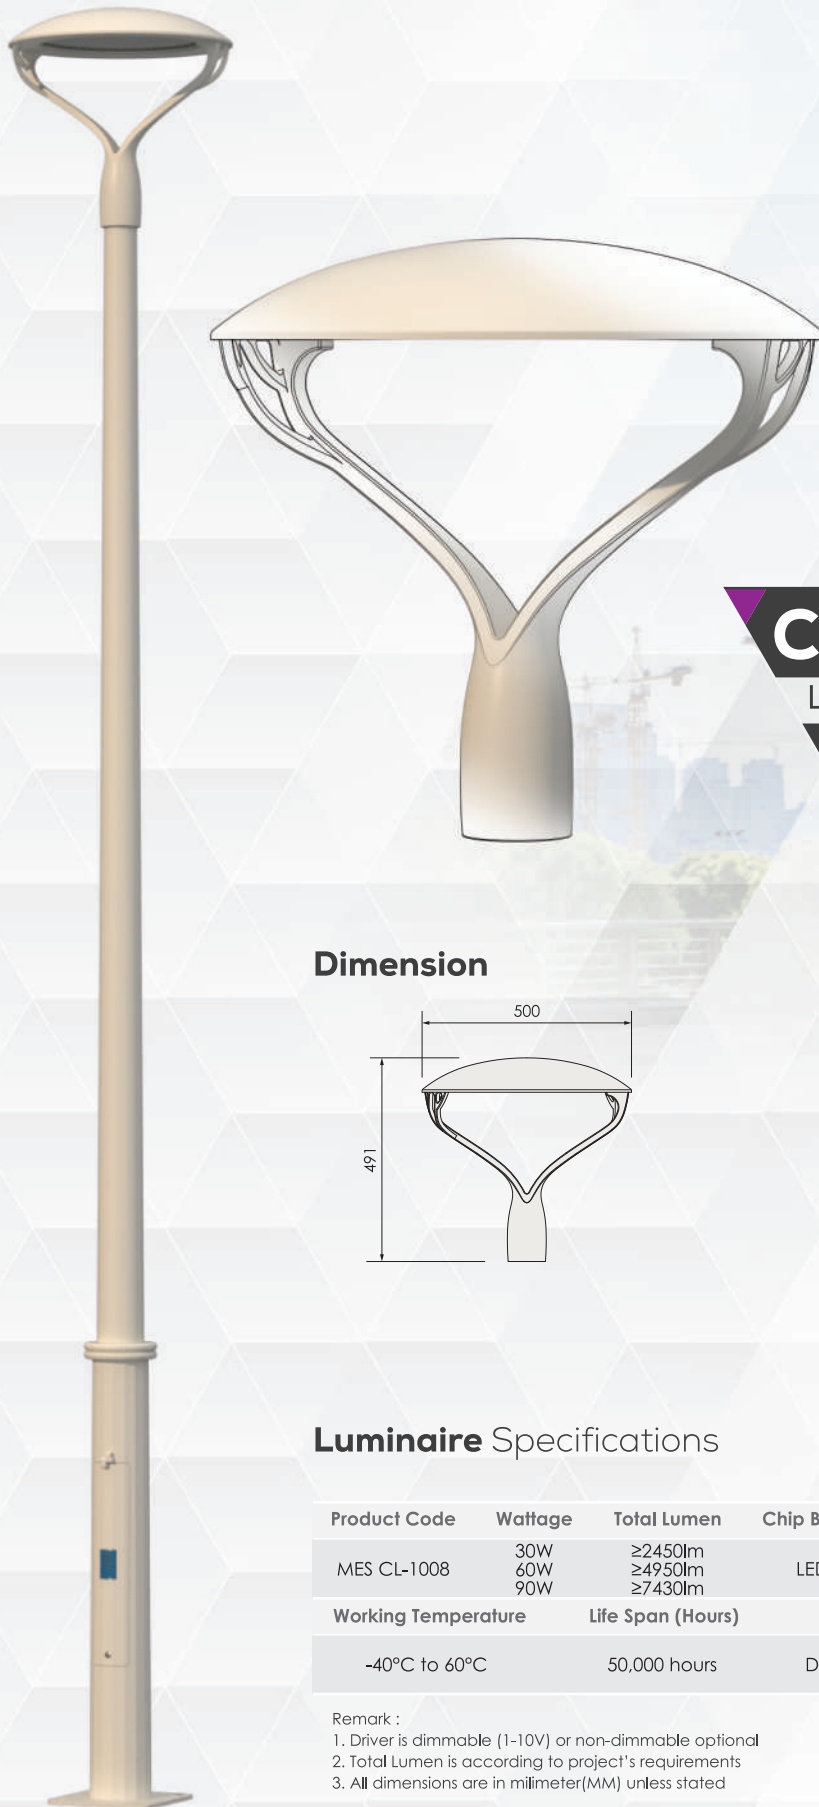 C
L
Dimension
500
491
Luminaire Specifications
Product Code Wattage Total Lumen Chip B
30W ≥2450lm
MES CL-1008 60W ≥4950lm LED
90W ≥7430lm
Working Temperature Life Span (Hours)
-40°C to 60°C 50,000 hours D
Remark :
1. Driver is dimmable (1-10V) or non-dimmable optional
2. Total Lumen is according to project's requirements
3. All dimensions are in milimeter(MM) unless stated